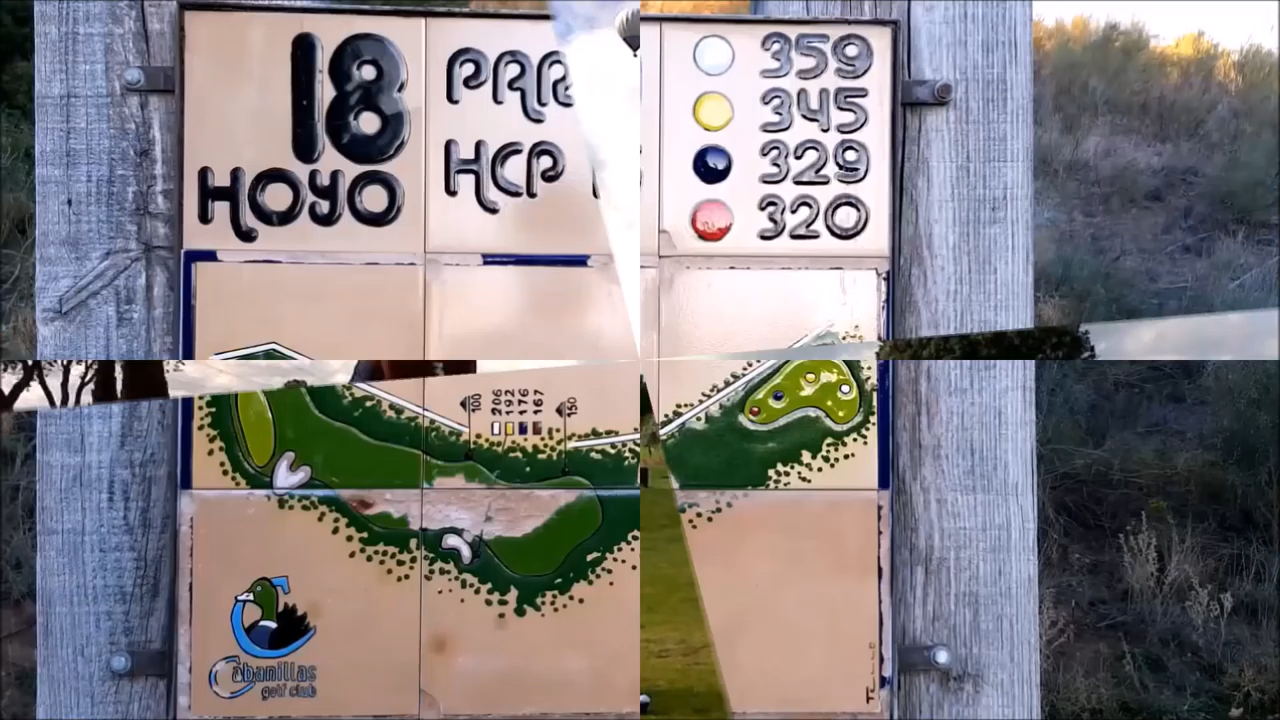 18
HOYO
PAR
HCP
359
345
329
320
100
206
192
176
167
150
Cabanillas
golf club